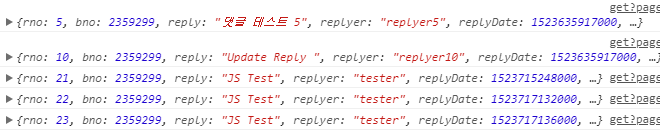 get?page
▶{rno: 5, bno: 2359299, reply: "댓글 테스트 5", replyer: "replyer5", replyDate: 1523635917000, …}
get?page
▶{rno: 10, bno: 2359299, reply: "Update Reply ", replyer: "replyer10", replyDate: 1523635917000, …}
▶{rno: 21, bno: 2359299, reply: "JS Test", replyer: "tester", replyDate: 1523715248000, …} get?page
▶{rno: 22, bno: 2359299, reply: "JS Test", replyer: "tester", replyDate: 1523717132000, …} get?page
▶{rno: 23, bno: 2359299, reply: "JS Test", replyer: "tester", replyDate: 1523717136000, …} get?page